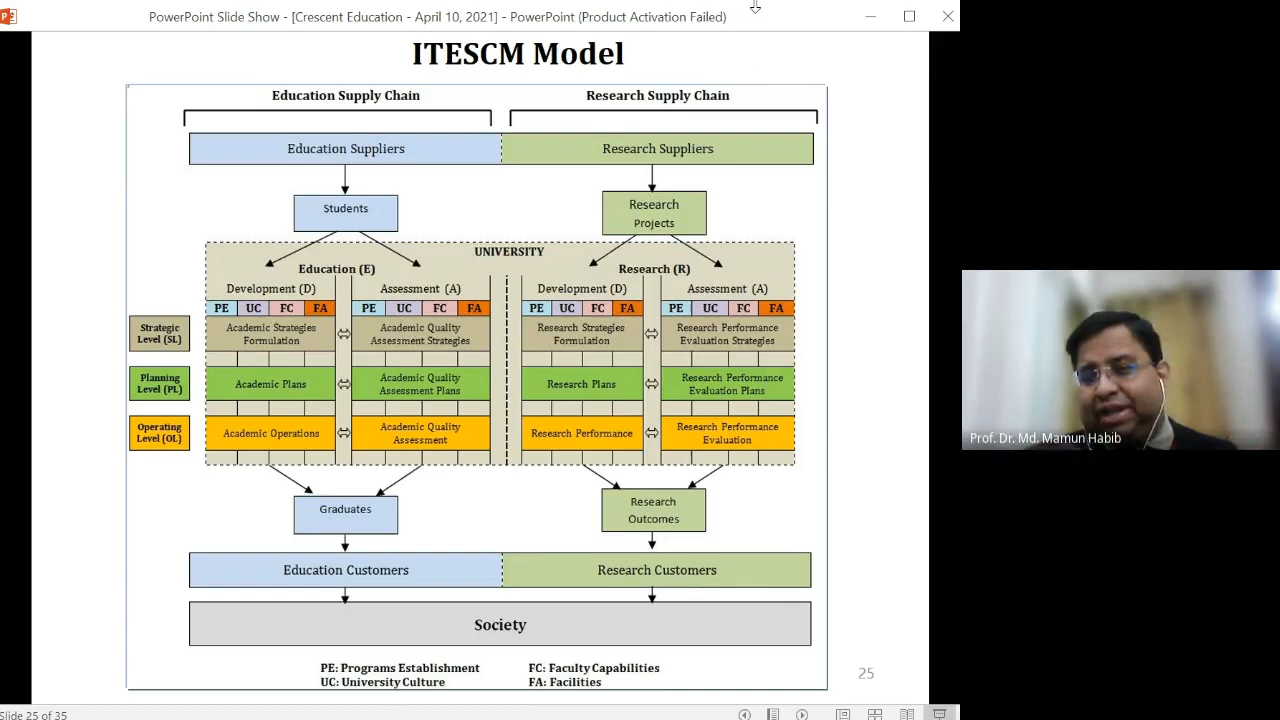 PowerPoint Slide Show - [Crescent Education - April 10, 2021] - PowerPoint (Product Activation Failed)
ITESCM Model
Education Supply Chain
Research Supply Chain
Education Suppliers
Research Suppliers
Students
Research
Projects
UNIVERSITY
Education (E)
Research (R)
Development (D)
Assessment (A)
Development (D)
Assessment (A)
PE UC FC FA
PE UC FC FA
PE UC FC FA
PE UC FC FA
Strategic
Level (SL)
Academic Strategies
Formulation
Academic Quality
Assessment Strategies
Research Strategies
Formulation
Research Performance
Evaluation Strategies
Planning
Level (PL)
Academic Plans
Academic Quality
Assessment Plans
Research Plans
Research Performance
Evaluation Plans
Operating
Level (OL)
Academic Operations
Academic Quality
Assessment
Research Performance
Research Performance
Evaluation
Graduates
Research
Outcomes
Education Customers
Research Customers
Society
PE: Programs Establishment
FC: Faculty Capabilities
UC: University Culture
FA: Facilities
25
Slide 25 of 35
Prof. Dr. Md. Mamun Habib